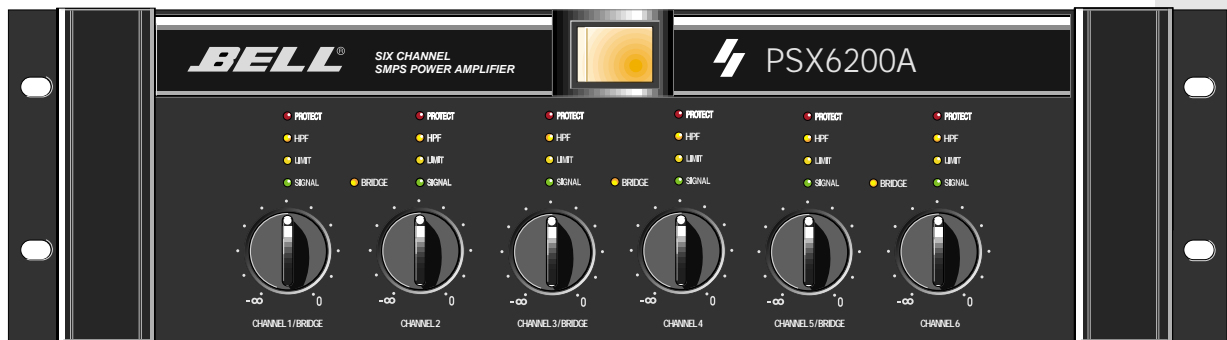 BELL®
SIX CHANNEL
SMPS POWER AMPLIFIER
PSX6200A
PROTECT PROTECT PROTECT PROTECT PROTECT PROTECT
HPF HPF HPF HPF HPF HPF
LIMIT LIMIT LIMIT LIMIT LIMIT LIMIT
SIGNAL BRIDGE SIGNAL SIGNAL BRIDGE SIGNAL SIGNAL BRIDGE SIGNAL
-∞ 0 -∞ 0 -∞ 0 -∞ 0 -∞ 0 -∞ 0
CHANNEL 1/BRIDGE CHANNEL 2 CHANNEL 3/BRIDGE CHANNEL 4 CHANNEL 5/BRIDGE CHANNEL 6